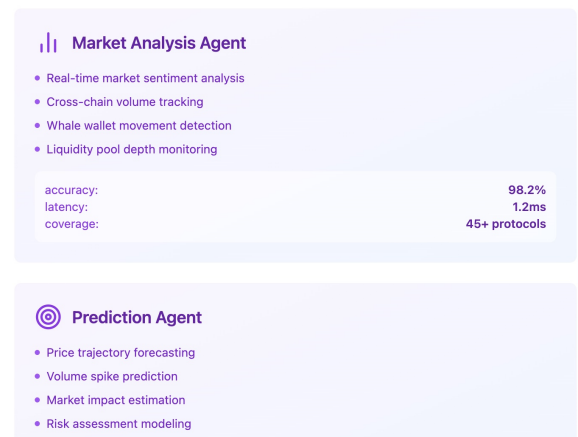 Market Analysis Agent
Real-time market sentiment analysis
Cross-chain volume tracking
Whale wallet movement detection
Liquidity pool depth monitoring
accuracy: 98.2%
latency: 1.2ms
coverage: 45+ protocols
Prediction Agent
Price trajectory forecasting
Volume spike prediction
Market impact estimation
Risk assessment modeling